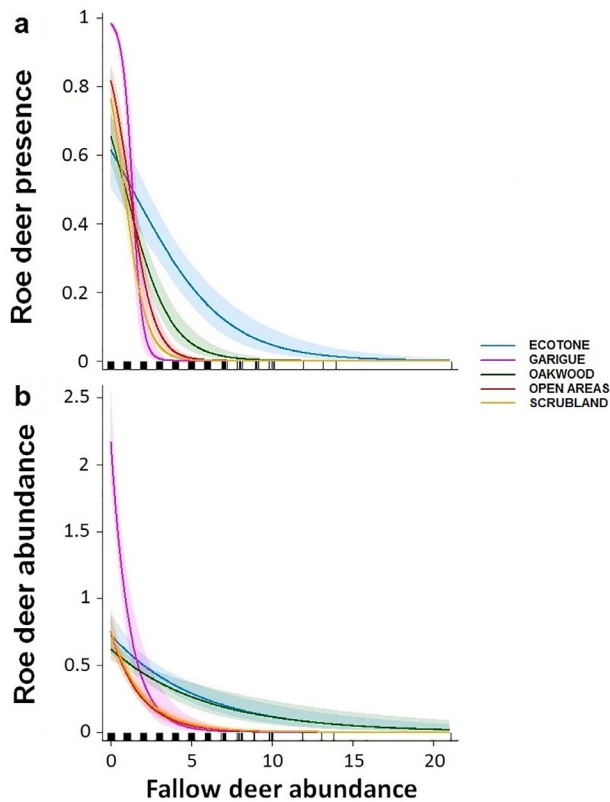 a
1
0.8
0.6
0.4
0.2
0
Roe deer presence
ECOTONE
GARIGUE
OAKWOOD
OPEN AREAS
SCRUBLAND
b
2.5
2
1.5
1
0.5
0
Roe deer abundance
0 5 10 15 20
Fallow deer abundance